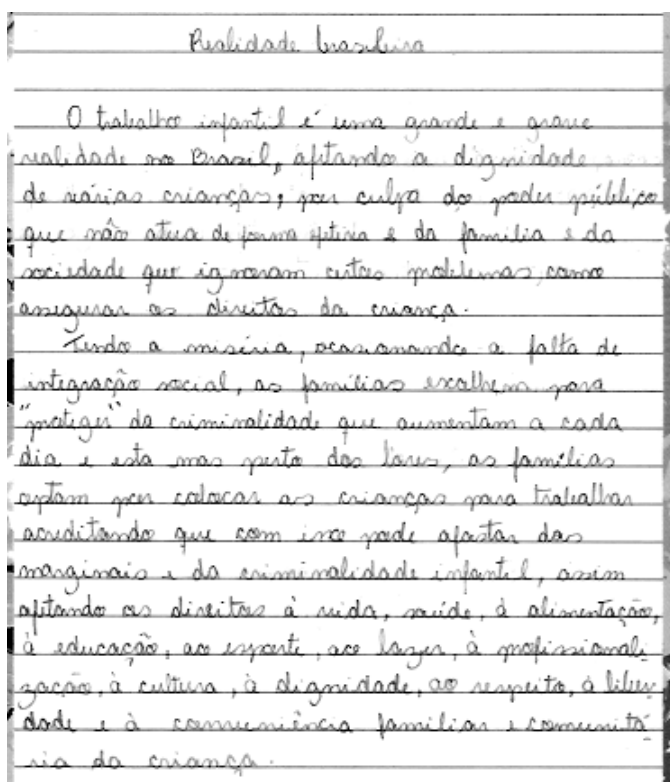 Realidade brasileira
O trabalho infantil é uma grande e grave
realidade no Brasil, afetando a dignidade
de várias crianças, por culpa do poder público
que não atua de forma efetiva e da família e da
sociedade que ignoram certos problemas, como
assegurar os direitos da criança.
Tendo a miséria, ocasionando a falta de
integração social, as famílias escolhem para
"proteger" da criminalidade que aumentam a cada
dia e esta mas perto dos lares, as famílias
optam por colocar as crianças para trabalhar
acreditando que com isso pode afastar das
marginais e da criminalidade infantil, assim
afetando os direitos à vida, saúde, à alimentação,
à educação, ao esporte, ao lazer, à profissionali-
zação, à cultura, à dignidade, ao respeito, à liber-
dade e à convivência familiar e comunitá-
ria da criança.